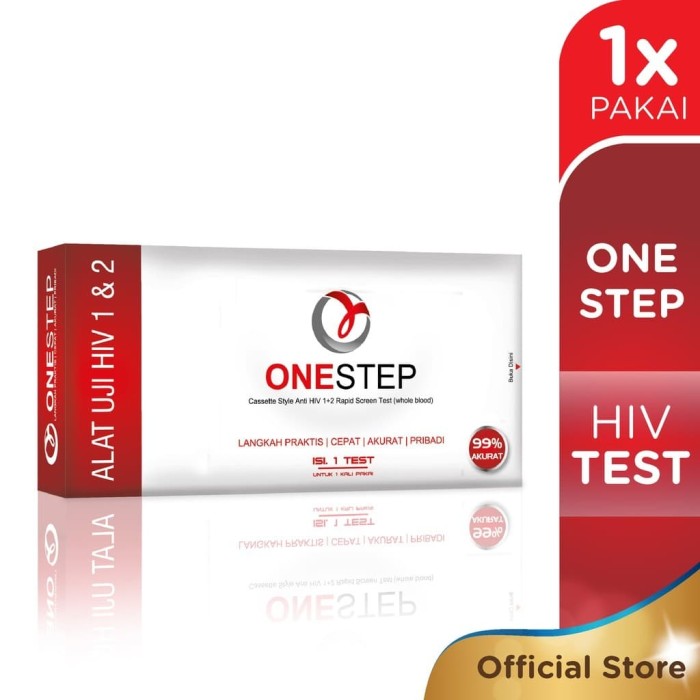 1x
PAKAI
ONE
STEP
HIV
TEST
ONESTEP
ALAT UJI HIV 1 & 2
ONESTEP
Cassette Style Anti HIV 1+2 Rapid Screen Test (whole blood)
LANGKAH PRAKTIS | CEPAT | AKURAT | PRIBADI
ISI. 1 TEST
UNTUK 1 KALI PAKAI
99%
AKURAT
Buka Disini
Official Store